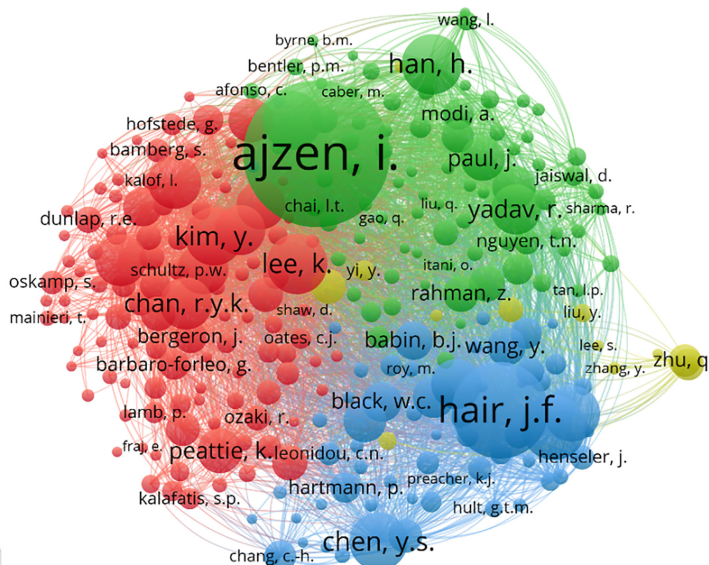 wang, l.
byrne, b.m.
bentler, p.m.
han, h.
afonso, c.
caber, m.
modi, a.
hofstede, g.
bamberg, s.
ajzen, i.
paul, j.
kalof, l.
jaiswal, d.
chai, l.t.
liu, q.
yadav, r.
sharma, r.
dunlap, r.e.
gao, q.
kim, y.
nguyen, t.n.
schultz, p.w.
lee, k.
yi, y.
itani, o.
oskamp, s.
rahman, z.
tan, l.p.
chan, r.y.k.
shaw, d.
liu, y.
mainieri, t.
bergeron, j.
oates, c.j.
babin, b.j.
wang, y.
lee, s.
zhu, q
barbaro-forleo, g.
roy, m.
zhang, y.
lamb, p.
ozaki, r.
black, w.c.
hair, j.f.
fraj, e.
peattie, k.
leonidou, c.n.
henseler, j.
kalafatis, s.p.
hartmann, p.
preacher, k.j.
hult, g.t.m.
chen, y.s.
chang, c.-h.